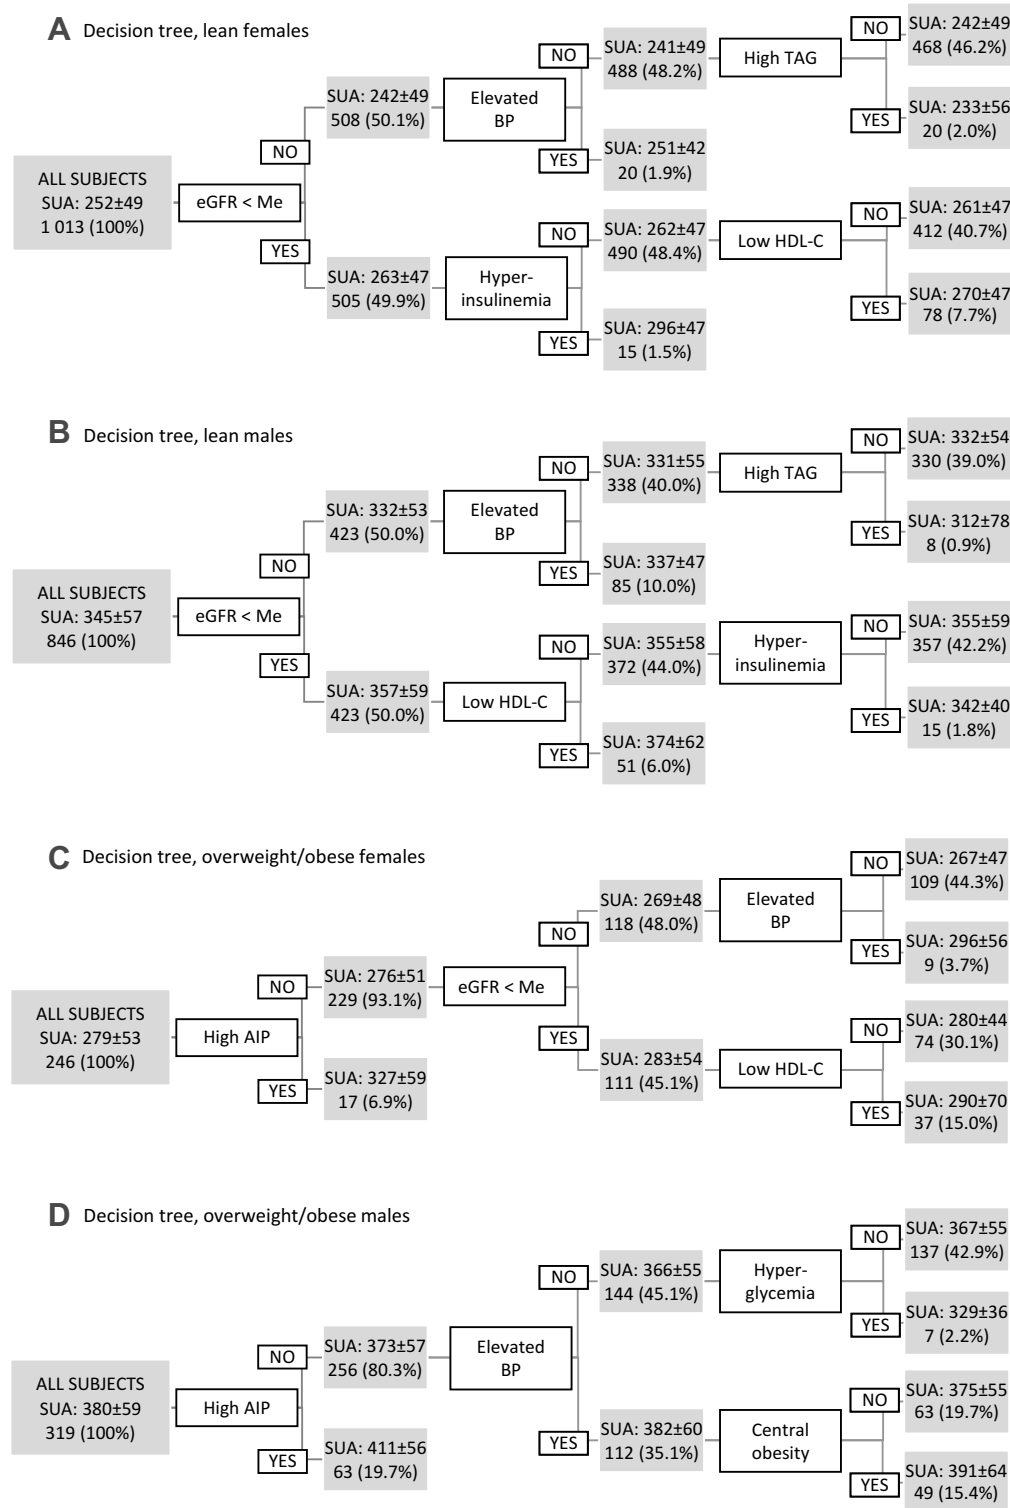 A Decision tree, lean females
ALL SUBJECTS
SUA: 252±49
1 013 (100%)
eGFR < Me
NO
SUA: 242±49
508 (50.1%)
Elevated
BP
NO
SUA: 241±49
488 (48.2%)
High TAG
NO
SUA: 242±49
468 (46.2%)
YES
SUA: 233±56
20 (2.0%)
YES
SUA: 251±42
20 (1.9%)
YES
SUA: 263±47
505 (49.9%)
Hyper-
insulinemia
NO
SUA: 262±47
490 (48.4%)
Low HDL-C
NO
SUA: 261±47
412 (40.7%)
YES
SUA: 270±47
78 (7.7%)
YES
SUA: 296±47
15 (1.5%)
B Decision tree, lean males
ALL SUBJECTS
SUA: 345±57
846 (100%)
eGFR < Me
NO
SUA: 332±53
423 (50.0%)
Elevated
BP
NO
SUA: 331±55
338 (40.0%)
High TAG
NO
SUA: 332±54
330 (39.0%)
YES
SUA: 312±78
8 (0.9%)
YES
SUA: 337±47
85 (10.0%)
YES
SUA: 357±59
423 (50.0%)
Low HDL-C
NO
SUA: 355±58
372 (44.0%)
Hyper-
insulinemia
NO
SUA: 355±59
357 (42.2%)
YES
SUA: 342±40
15 (1.8%)
YES
SUA: 374±62
51 (6.0%)
C Decision tree, overweight/obese females
ALL SUBJECTS
SUA: 279±53
246 (100%)
High AIP
NO
SUA: 276±51
229 (93.1%)
eGFR < Me
NO
SUA: 269±48
118 (48.0%)
Elevated
BP
NO
SUA: 267±47
109 (44.3%)
YES
SUA: 296±56
9 (3.7%)
YES
SUA: 283±54
111 (45.1%)
Low HDL-C
NO
SUA: 280±44
74 (30.1%)
YES
SUA: 290±70
37 (15.0%)
YES
SUA: 327±59
17 (6.9%)
D Decision tree, overweight/obese males
ALL SUBJECTS
SUA: 380±59
319 (100%)
High AIP
NO
SUA: 373±57
256 (80.3%)
Elevated
BP
NO
SUA: 366±55
144 (45.1%)
Hyper-
glycemia
NO
SUA: 367±55
137 (42.9%)
YES
SUA: 329±36
7 (2.2%)
YES
SUA: 382±60
112 (35.1%)
Central
obesity
NO
SUA: 375±55
63 (19.7%)
YES
SUA: 391±64
49 (15.4%)
YES
SUA: 411±56
63 (19.7%)